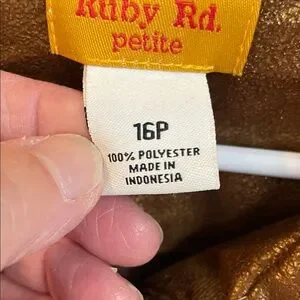 Ruby Rd.
petite
16P
100% POLYESTER
MADE IN
INDONESIA